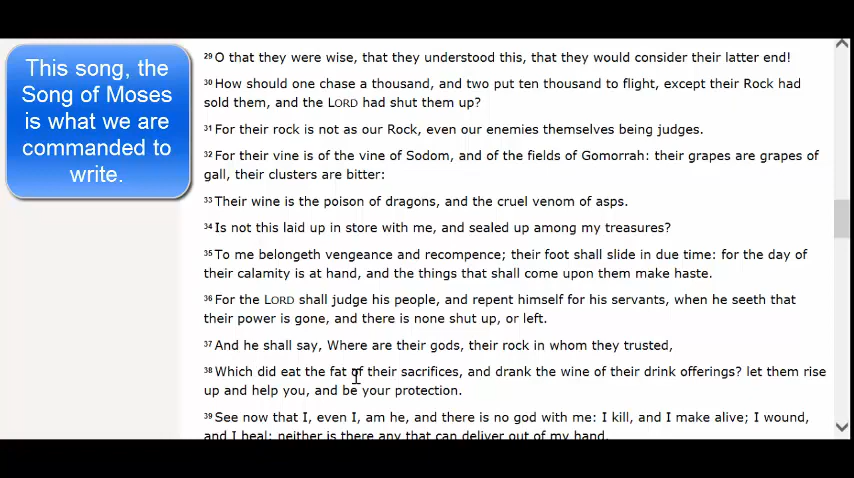 This song, the
Song of Moses
is what we are
commanded to
write.
29 O that they were wise, that they understood this, that they would consider their latter end!
30 How should one chase a thousand, and two put ten thousand to flight, except their Rock had
sold them, and the LORD had shut them up?
31 For their rock is not as our Rock, even our enemies themselves being judges.
32 For their vine is of the vine of Sodom, and of the fields of Gomorrah: their grapes are grapes of
gall, their clusters are bitter:
33 Their wine is the poison of dragons, and the cruel venom of asps.
34 Is not this laid up in store with me, and sealed up among my treasures?
35 To me belongeth vengeance and recompence; their foot shall slide in due time: for the day of
their calamity is at hand, and the things that shall come upon them make haste.
36 For the LORD shall judge his people, and repent himself for his servants, when he seeth that
their power is gone, and there is none shut up, or left.
37 And he shall say, Where are their gods, their rock in whom they trusted,
38 Which did eat the fat of their sacrifices, and drank the wine of their drink offerings? let them rise
up and help you, and be your protection.
39 See now that I, even I, am he, and there is no god with me: I kill, and I make alive; I wound,
and I heal: neither is there any that can deliver out of my hand.